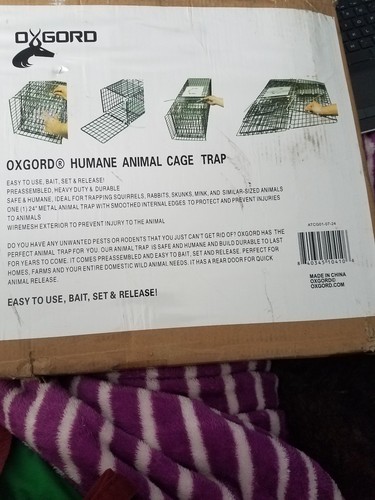 OXGORD
OXGORD® HUMANE ANIMAL CAGE TRAP
EASY TO USE, BAIT, SET & RELEASE!
PREASSEMBLED, HEAVY DUTY & DURABLE
SAFE & HUMANE, IDEAL FOR TRAPPING SQUIRRELS, RABBITS, SKUNKS, MINK, AND SIMILAR-SIZED ANIMALS
ONE (1) 24" METAL ANIMAL TRAP WITH SMOOTHED INTERNAL EDGES TO PROTECT AND PREVENT INJURIES
TO ANIMALS
WIREMESH EXTERIOR TO PREVENT INJURY TO THE ANIMAL
DO YOU HAVE ANY UNWANTED PESTS OR RODENTS THAT YOU JUST CAN'T GET RID OF? OXGORD HAS THE
PERFECT ANIMAL TRAP FOR YOU. OUR ANIMAL TRAP IS SAFE AND HUMANE AND BUILD DURABLE TO LAST
FOR YEARS TO COME. IT COMES PREASSEMBLED AND EASY TO BAIT, SET AND RELEASE. PERFECT FOR
HOMES, FARMS AND YOUR ENTIRE DOMESTIC WILD ANIMAL NEEDS. IT HAS A REAR DOOR FOR QUICK
ANIMAL RELEASE.
EASY TO USE, BAIT, SET & RELEASE!
MADE IN CHINA
OXGORD®
OXGORD.COM